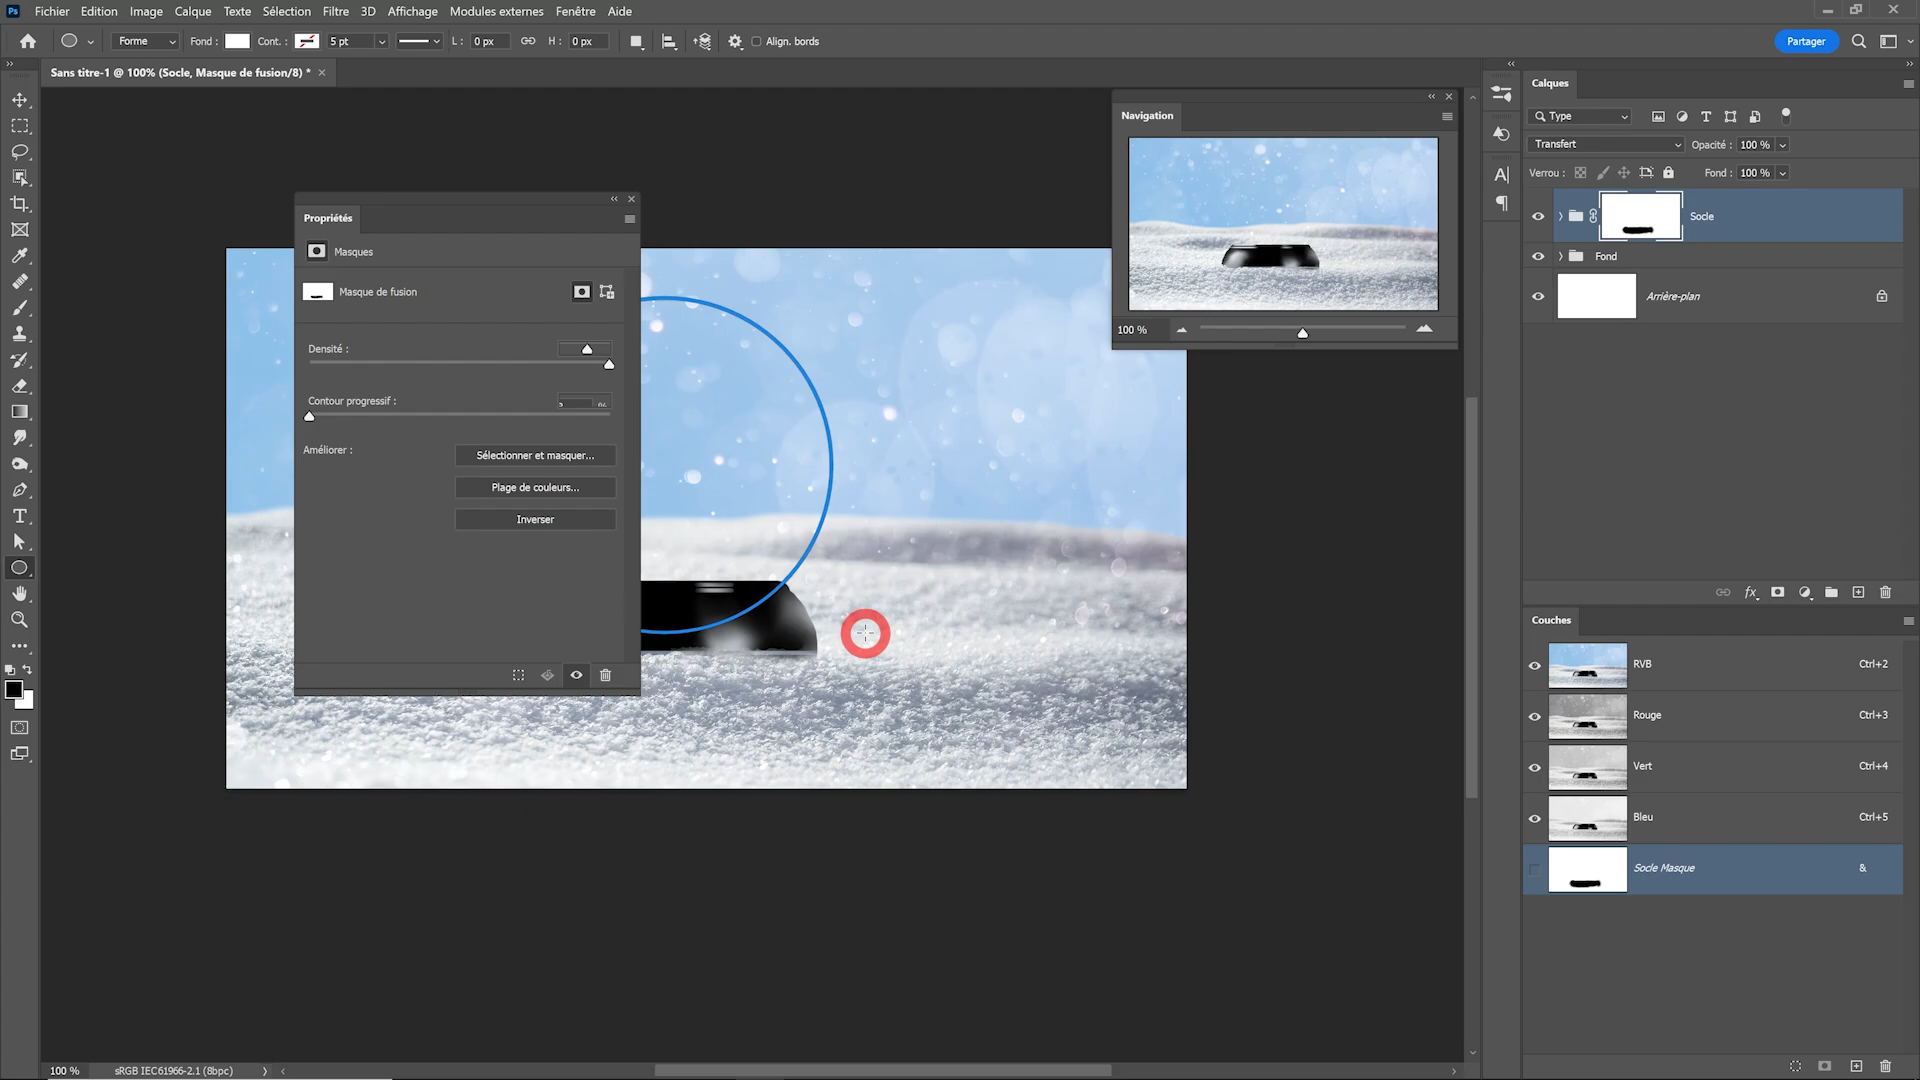 Ps Fichier Edition Image Calque Texte Sélection Filtre 3D Affichage Modules externes Fenêtre Aide
Forme Fond : Cont. : 5 pt L : 0 px H : 0 px Align. bords Partager
Sans titre-1 @ 100% (Socle, Masque de fusion/8) *
Navigation
100 %
Propriétés
Masques
Masque de fusion
Densité :
Contour progressif :
Améliorer :
Sélectionner et masquer...
Plage de couleurs...
Inverser
Calques
Type
Transfert Opacité : 100 %
Verrou : Fond : 100 %
Socle
Fond
Arrière-plan
Couches
RVB Ctrl+2
Rouge Ctrl+3
Vert Ctrl+4
Bleu Ctrl+5
Socle Masque &
100 % sRGB IEC61966-2.1 (8bpc)